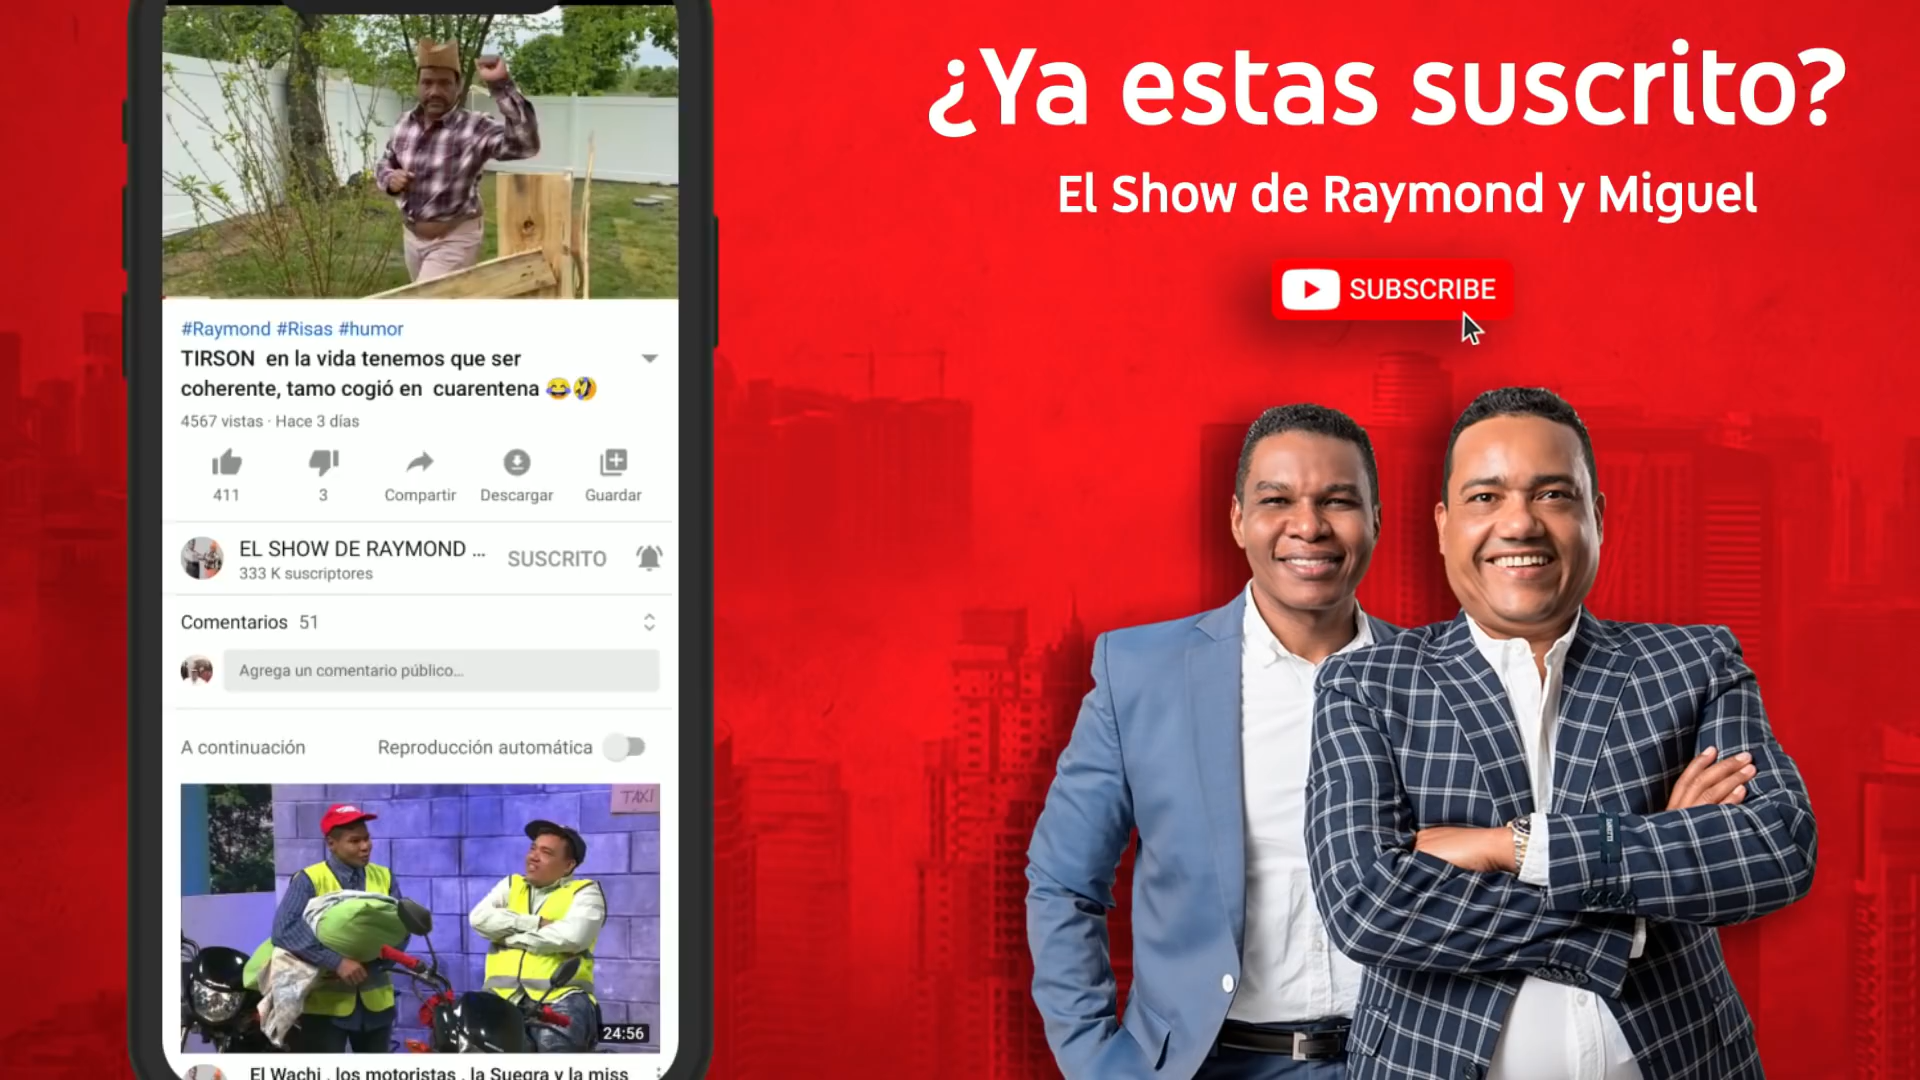 ¿Ya estas suscrito?
El Show de Raymond y Miguel
SUBSCRIBE
#Raymond #Risas #humor
TIRSON en la vida tenemos que ser
coherente, tamo cogió en cuarentena 😂🤣
4567 vistas · Hace 3 días
411
3
Compartir
Descargar
Guardar
EL SHOW DE RAYMOND ...
SUSCRITO
333 K suscriptores
Comentarios 51
Agrega un comentario público...
A continuación
Reproducción automática
TAXI
24:56
El Wachi , los motoristas , la Suegra y la miss